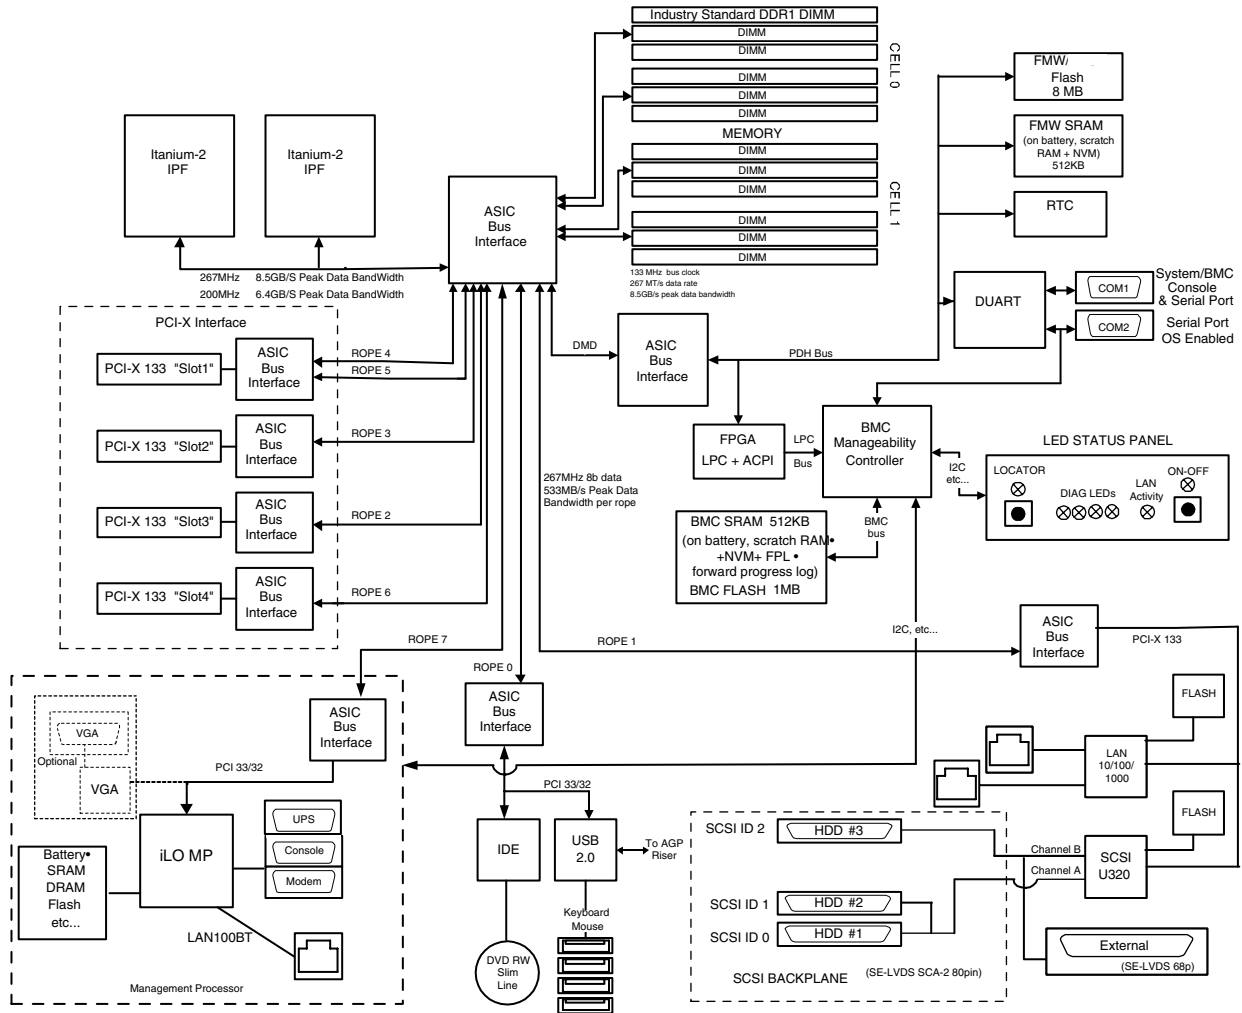 Industry Standard DDR1 DIMM
DIMM
DIMM
DIMM
DIMM
DIMM
CELL 0
MEMORY
DIMM
DIMM
DIMM
DIMM
DIMM
DIMM
CELL 1
133 MHz bus clock
267 MT/s data rate
8.5GB/s peak data bandwidth
FMW/
Flash
8 MB
FMW SRAM
(on battery, scratch
RAM + NVM)
512KB
RTC
DUART
COM1
System/BMC
Console
& Serial Port
COM2
Serial Port
OS Enabled
Itanium-2
IPF
Itanium-2
IPF
ASIC
Bus
Interface
267MHz 8.5GB/S Peak Data BandWidth
200MHz 6.4GB/S Peak Data BandWidth
PCI-X Interface
PCI-X 133 "Slot1"
ASIC
Bus
Interface
ROPE 4
ROPE 5
PCI-X 133 "Slot2"
ASIC
Bus
Interface
ROPE 3
PCI-X 133 "Slot3"
ASIC
Bus
Interface
ROPE 2
PCI-X 133 "Slot4"
ASIC
Bus
Interface
ROPE 6
DMD
ASIC
Bus
Interface
PDH Bus
FPGA
LPC + ACPI
LPC
Bus
BMC
Manageability
Controller
I2C
etc...
LED STATUS PANEL
LOCATOR
DIAG LEDs
LAN
Activity
ON-OFF
267MHz 8b data
533MB/s Peak Data
Bandwidth per rope
BMC SRAM 512KB
(on battery, scratch RAM•
+NVM+ FPL •
forward progress log)
BMC FLASH 1MB
BMC
bus
I2C, etc...
ROPE 7
ROPE 0
ROPE 1
ASIC
Bus
Interface
PCI-X 133
ASIC
Bus
Interface
ASIC
Bus
Interface
VGA
Optional
VGA
PCI 33/32
iLO MP
UPS
Console
Modem
Battery•
SRAM
DRAM
Flash
etc...
LAN100BT
Management Processor
PCI 33/32
IDE
USB
2.0
To AGP
Riser
Keyboard
Mouse
DVD RW
Slim
Line
FLASH
LAN
10/100/
1000
FLASH
SCSI
U320
Channel B
Channel A
SCSI ID 2
HDD #3
SCSI ID 1
HDD #2
SCSI ID 0
HDD #1
SCSI BACKPLANE
(SE-LVDS SCA-2 80pin)
External
(SE-LVDS 68p)